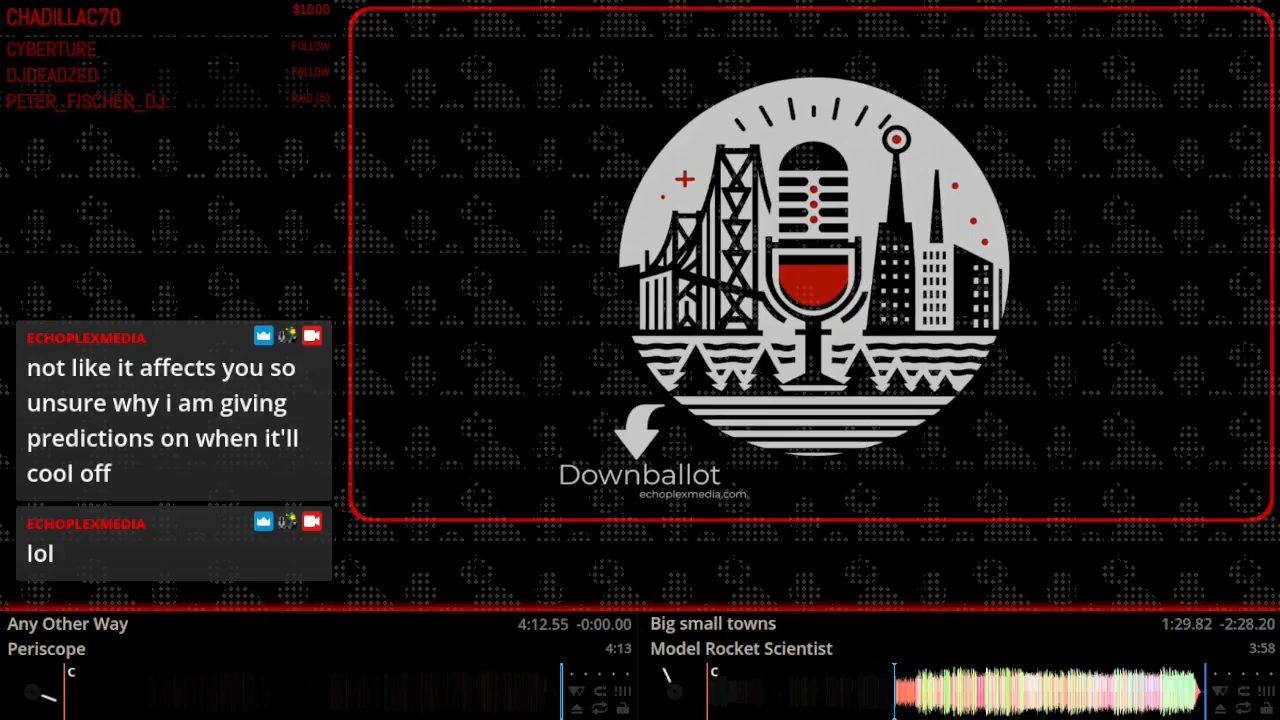 CHADILLAC70 $10.00
CYBERTURE FOLLOW
DJDEADZED FOLLOW
PETER_FISCHER_DJ RAID (5)
ECHOPLEXMEDIA
not like it affects you so
unsure why i am giving
predictions on when it'll
cool off
ECHOPLEXMEDIA
lol
Downballot
echoplexmedia.com
Any Other Way 4:12.55 -0:00.00
Periscope 4:13
C
Big small towns 1:29.82 -2:28.20
Model Rocket Scientist 3:58
C